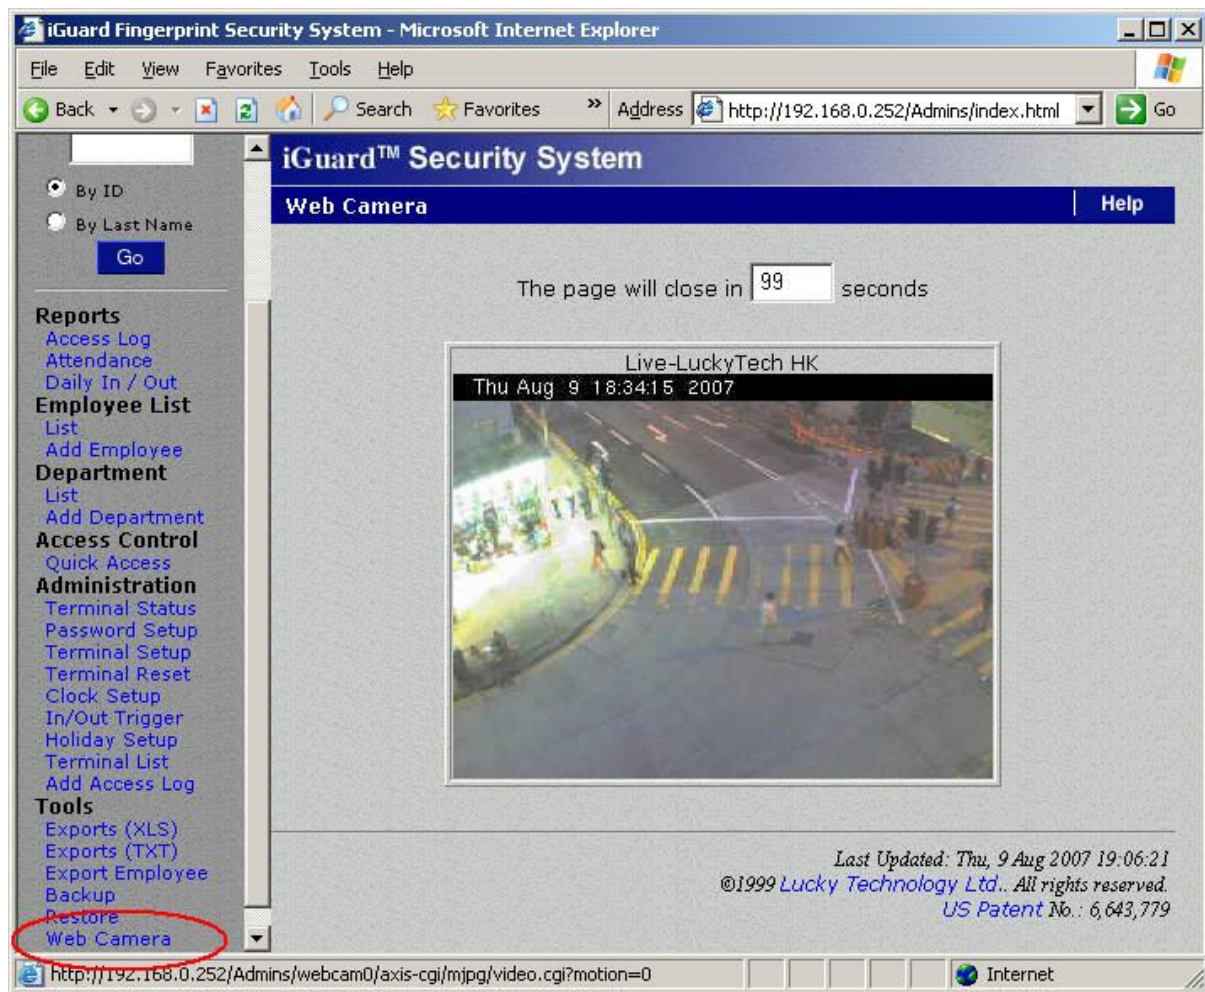 iGuard Fingerprint Security System - Microsoft Internet Explorer
File Edit View Favorites Tools Help
Back Search Favorites » Address http://192.168.0.252/Admins/index.html Go
By ID
By Last Name
Go
Reports
Access Log
Attendance
Daily In / Out
Employee List
List
Add Employee
Department
List
Add Department
Access Control
Quick Access
Administration
Terminal Status
Password Setup
Terminal Setup
Terminal Reset
Clock Setup
In/Out Trigger
Holiday Setup
Terminal List
Add Access Log
Tools
Exports (XLS)
Exports (TXT)
Export Employee
Backup
Restore
Web Camera
iGuard™ Security System
Web Camera | Help
The page will close in 99 seconds
Live-LuckyTech HK
Thu Aug 9 18:34:15 2007
Last Updated: Thu, 9 Aug 2007 19:06:21
©1999 Lucky Technology Ltd.. All rights reserved.
US Patent No.: 6,643,779
http://192.168.0.252/Admins/webcam0/axis-cgi/mjpg/video.cgi?motion=0 Internet